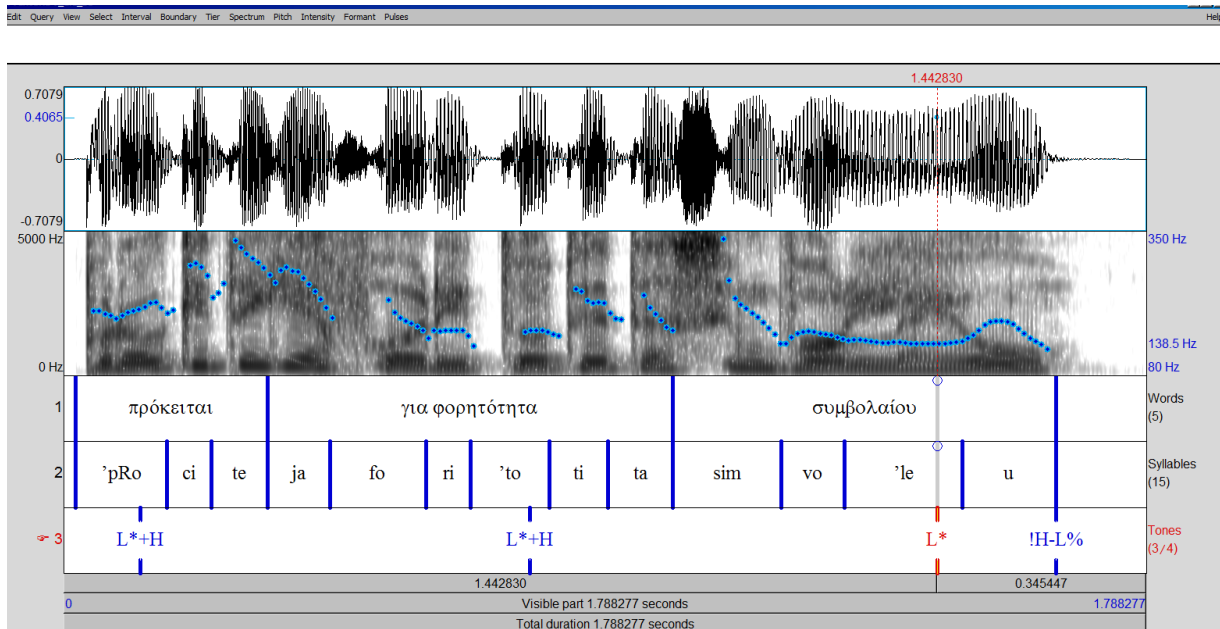 Edit Query View Select Interval Boundary Tier Spectrum Pitch Intensity Formant Pulses Help
1.442830
0.7079
0.4065
0
-0.7079
5000 Hz 350 Hz
138.5 Hz
0 Hz 80 Hz
1 πρόκειται για φορητότητα συμβολαίου Words
(5)
2 'pRo ci te ja fo ri 'to ti ta sim vo 'le u Syllables
(15)
3 L*+H L*+H L* !H-L% Tones
(3/4)
1.442830 0.345447
0 Visible part 1.788277 seconds 1.788277
Total duration 1.788277 seconds